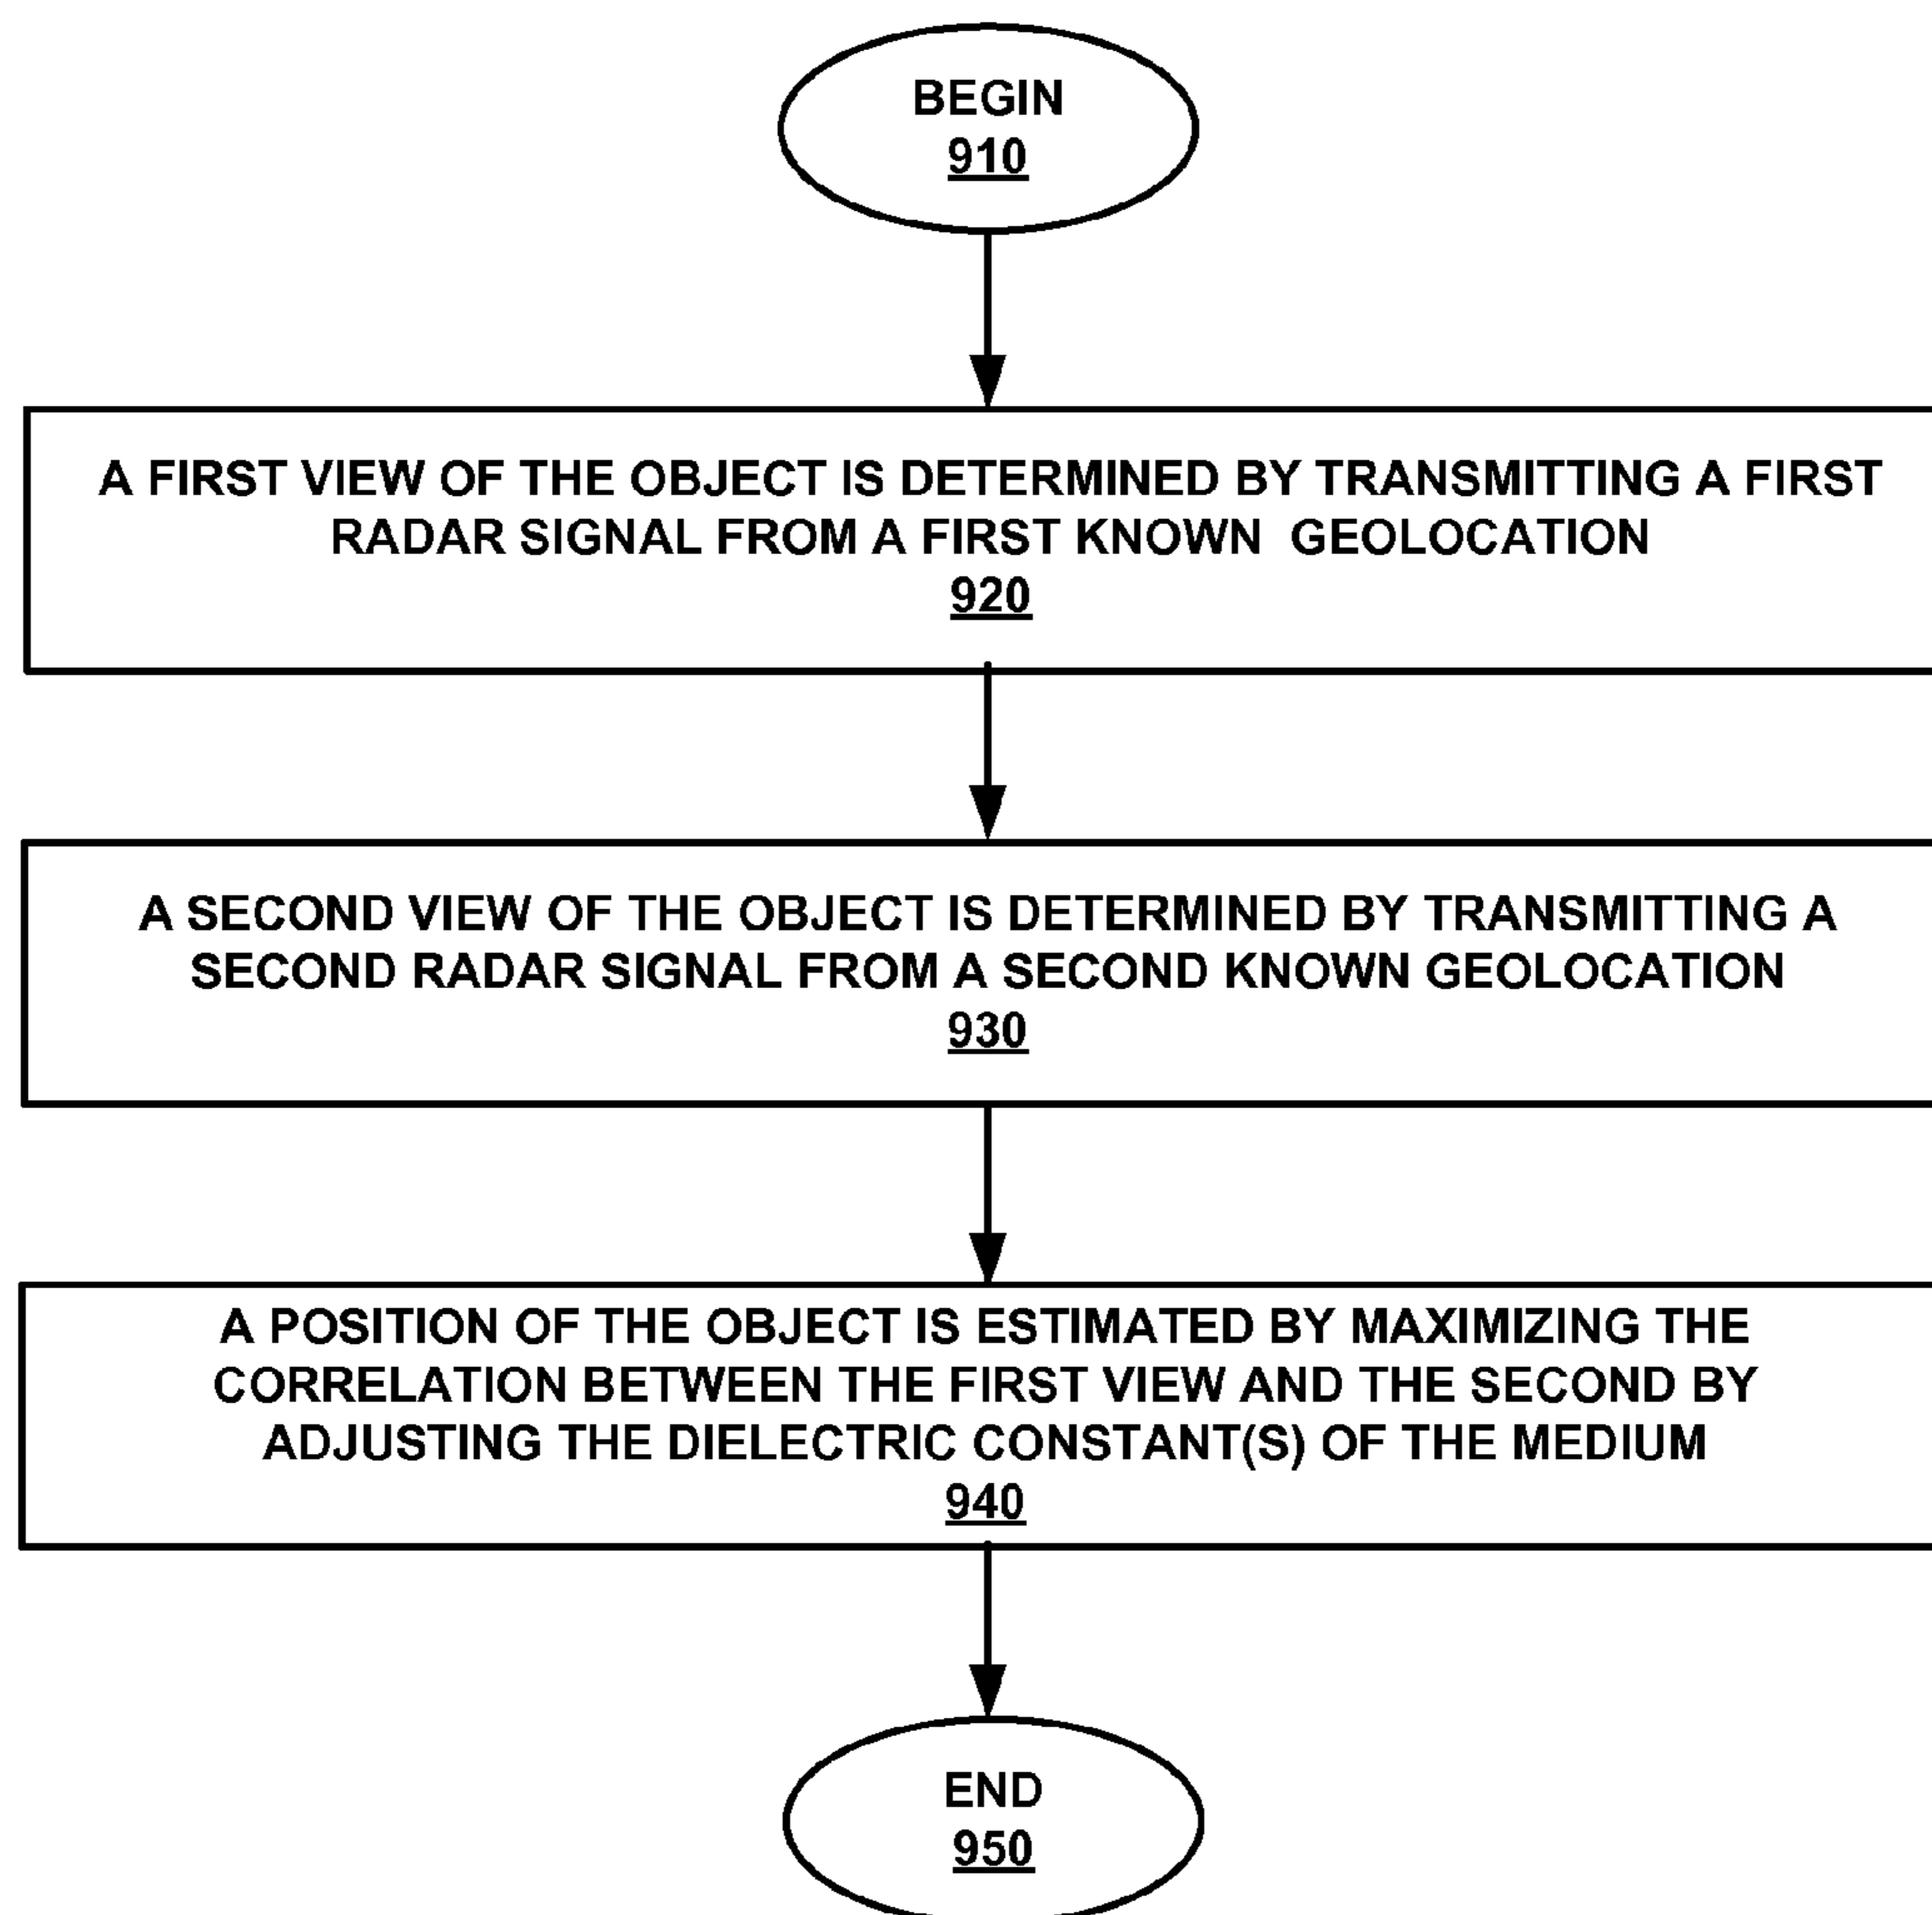 BEGIN
910
A FIRST VIEW OF THE OBJECT IS DETERMINED BY TRANSMITTING A FIRST
RADAR SIGNAL FROM A FIRST KNOWN GEOLOCATION
920
A SECOND VIEW OF THE OBJECT IS DETERMINED BY TRANSMITTING A
SECOND RADAR SIGNAL FROM A SECOND KNOWN GEOLOCATION
930
A POSITION OF THE OBJECT IS ESTIMATED BY MAXIMIZING THE
CORRELATION BETWEEN THE FIRST VIEW AND THE SECOND BY
ADJUSTING THE DIELECTRIC CONSTANT(S) OF THE MEDIUM
940
END
950